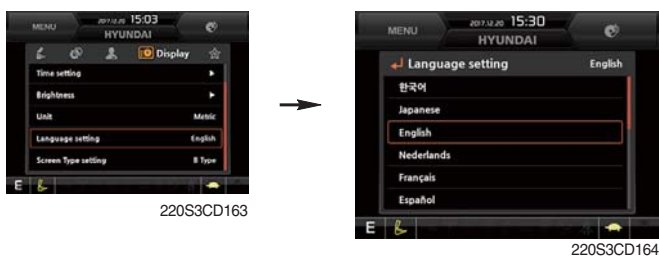 MENU
2017.12.20 15:03
HYUNDAI
Display
Time setting
Brightness
Unit Metric
Language setting English
Screen Type setting B Type
E
220S3CD163
MENU
2017.12.20 15:30
HYUNDAI
Language setting English
한국어
Japanese
English
Nederlands
Français
Español
E
220S3CD164